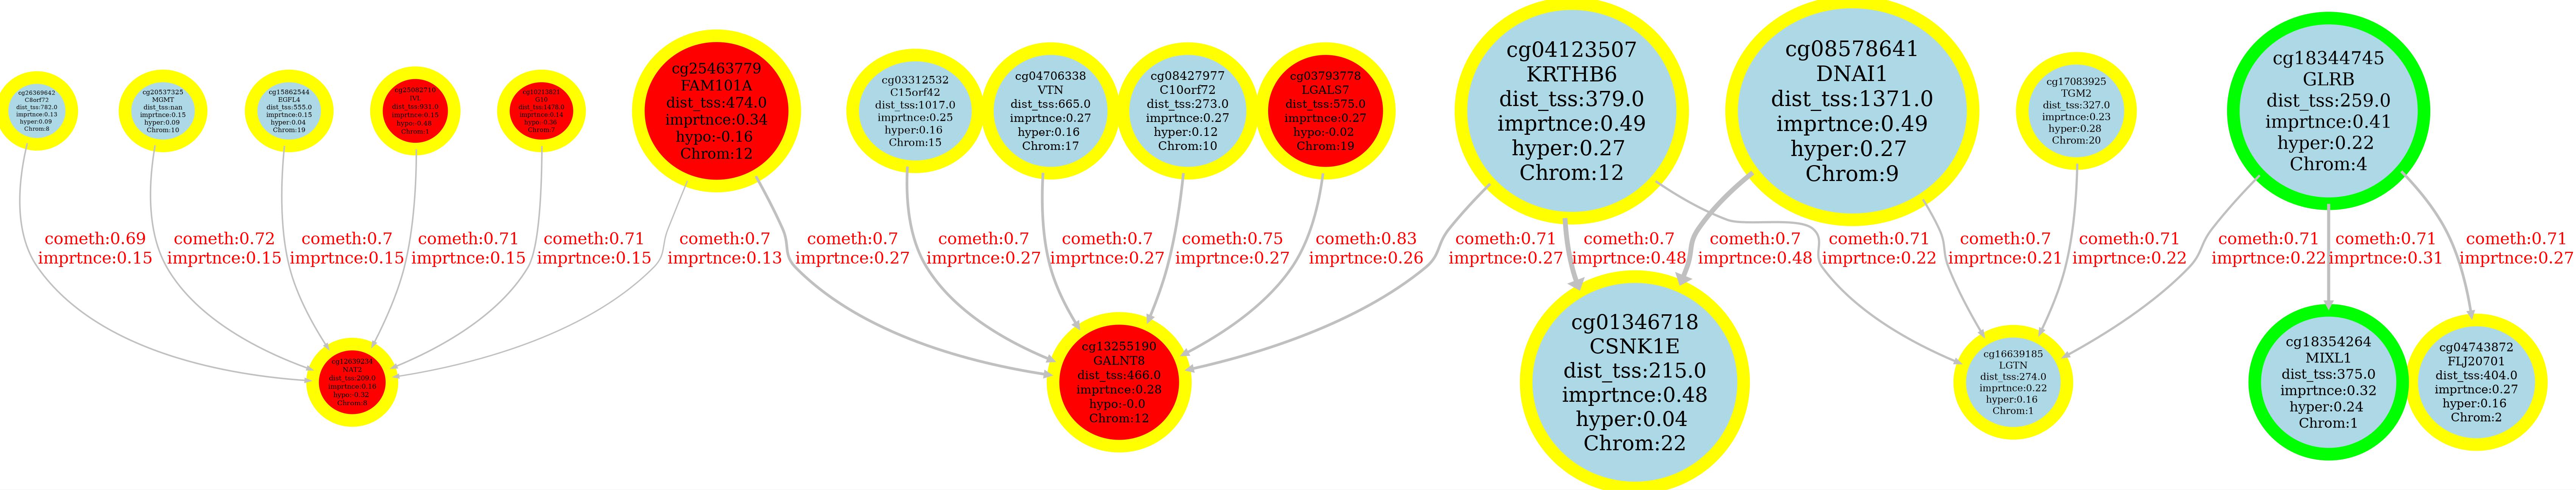 cg26369642
C8orf72
dist_tss:782.0
imprtnce:0.13
hyper:0.09
Chrom:8
cg20537325
MGMT
dist_tss:nan
imprtnce:0.15
hyper:0.09
Chrom:10
cg15862544
EGFL4
dist_tss:555.0
imprtnce:0.15
hyper:0.04
Chrom:19
IVL
dist_tss:931.0
imprtnce:0.15
hypo:-0.48
Chrom:1
imprtnce:0.14
Chrom:7
cg25463779
FAM101A
dist_tss:474.0
imprtnce:0.34
hypo:-0.16
Chrom:12
cg03312532
C15orf42
dist_tss:1017.0
imprtnce:0.25
hyper:0.16
Chrom:15
cg04706338
VTN
dist_tss:665.0
imprtnce:0.27
hyper:0.16
Chrom:17
cg08427977
C10orf72
dist_tss:273.0
imprtnce:0.27
hyper:0.12
Chrom:10
cg03793778
LGALS7
dist_tss:575.0
imprtnce:0.27
hypo:-0.02
Chrom:19
cg04123507
KRTHB6
dist_tss:379.0
imprtnce:0.49
hyper:0.27
Chrom:12
cg08578641
DNAI1
dist_tss:1371.0
imprtnce:0.49
hyper:0.27
Chrom:9
cg17083925
TGM2
dist_tss:327.0
imprtnce:0.23
hyper:0.28
Chrom:20
cg18344745
GLRB
dist_tss:259.0
imprtnce:0.41
hyper:0.22
Chrom:4
cometh:0.69
imprtnce:0.15
cometh:0.72
imprtnce:0.15
cometh:0.7
imprtnce:0.15
cometh:0.71
imprtnce:0.15
cometh:0.71
imprtnce:0.15
cometh:0.7
imprtnce:0.13
cometh:0.7
imprtnce:0.27
cometh:0.7
imprtnce:0.27
cometh:0.7
imprtnce:0.27
cometh:0.75
imprtnce:0.27
cometh:0.83
imprtnce:0.26
cometh:0.71
imprtnce:0.27
cometh:0.7
imprtnce:0.48
cometh:0.7
imprtnce:0.48
cometh:0.71
imprtnce:0.22
cometh:0.7
imprtnce:0.21
cometh:0.71
imprtnce:0.22
cometh:0.71
imprtnce:0.22
cometh:0.71
imprtnce:0.31
cometh:0.71
imprtnce:0.27
cg12639234
NAT2
dist_tss:209.0
imprtnce:0.16
hypo:-0.32
Chrom:8
cg13255190
GALNT8
dist_tss:466.0
imprtnce:0.28
hypo:-0.0
Chrom:12
cg01346718
CSNK1E
dist_tss:215.0
imprtnce:0.48
hyper:0.04
Chrom:22
cg16639185
LGTN
dist_tss:274.0
imprtnce:0.22
hyper:0.16
Chrom:1
cg18354264
MIXL1
dist_tss:375.0
imprtnce:0.32
hyper:0.24
Chrom:1
cg04743872
FLJ20701
dist_tss:404.0
imprtnce:0.27
hyper:0.16
Chrom:2